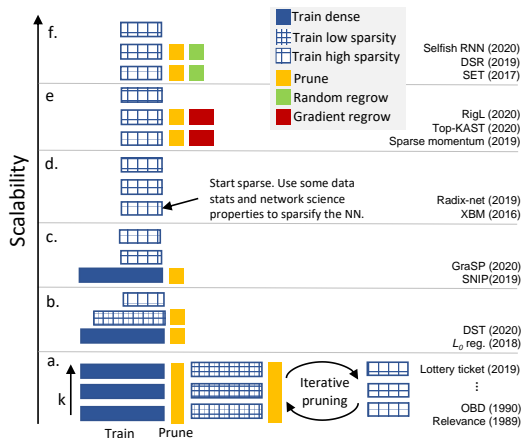 Scalability
f.
Train dense
Train low sparsity
Train high sparsity
Prune
Random regrow
Gradient regrow
Selfish RNN (2020)
DSR (2019)
SET (2017)
e.
RigL (2020)
Top-KAST (2020)
Sparse momentum (2019)
d.
Start sparse. Use some data
stats and network science
properties to sparsify the NN.
Radix-net (2019)
XBM (2016)
c.
GraSP (2020)
SNIP(2019)
b.
DST (2020)
L₀ reg. (2018)
a.
k
Iterative
pruning
Lottery ticket (2019)
⋮
OBD (1990)
Relevance (1989)
Train
Prune